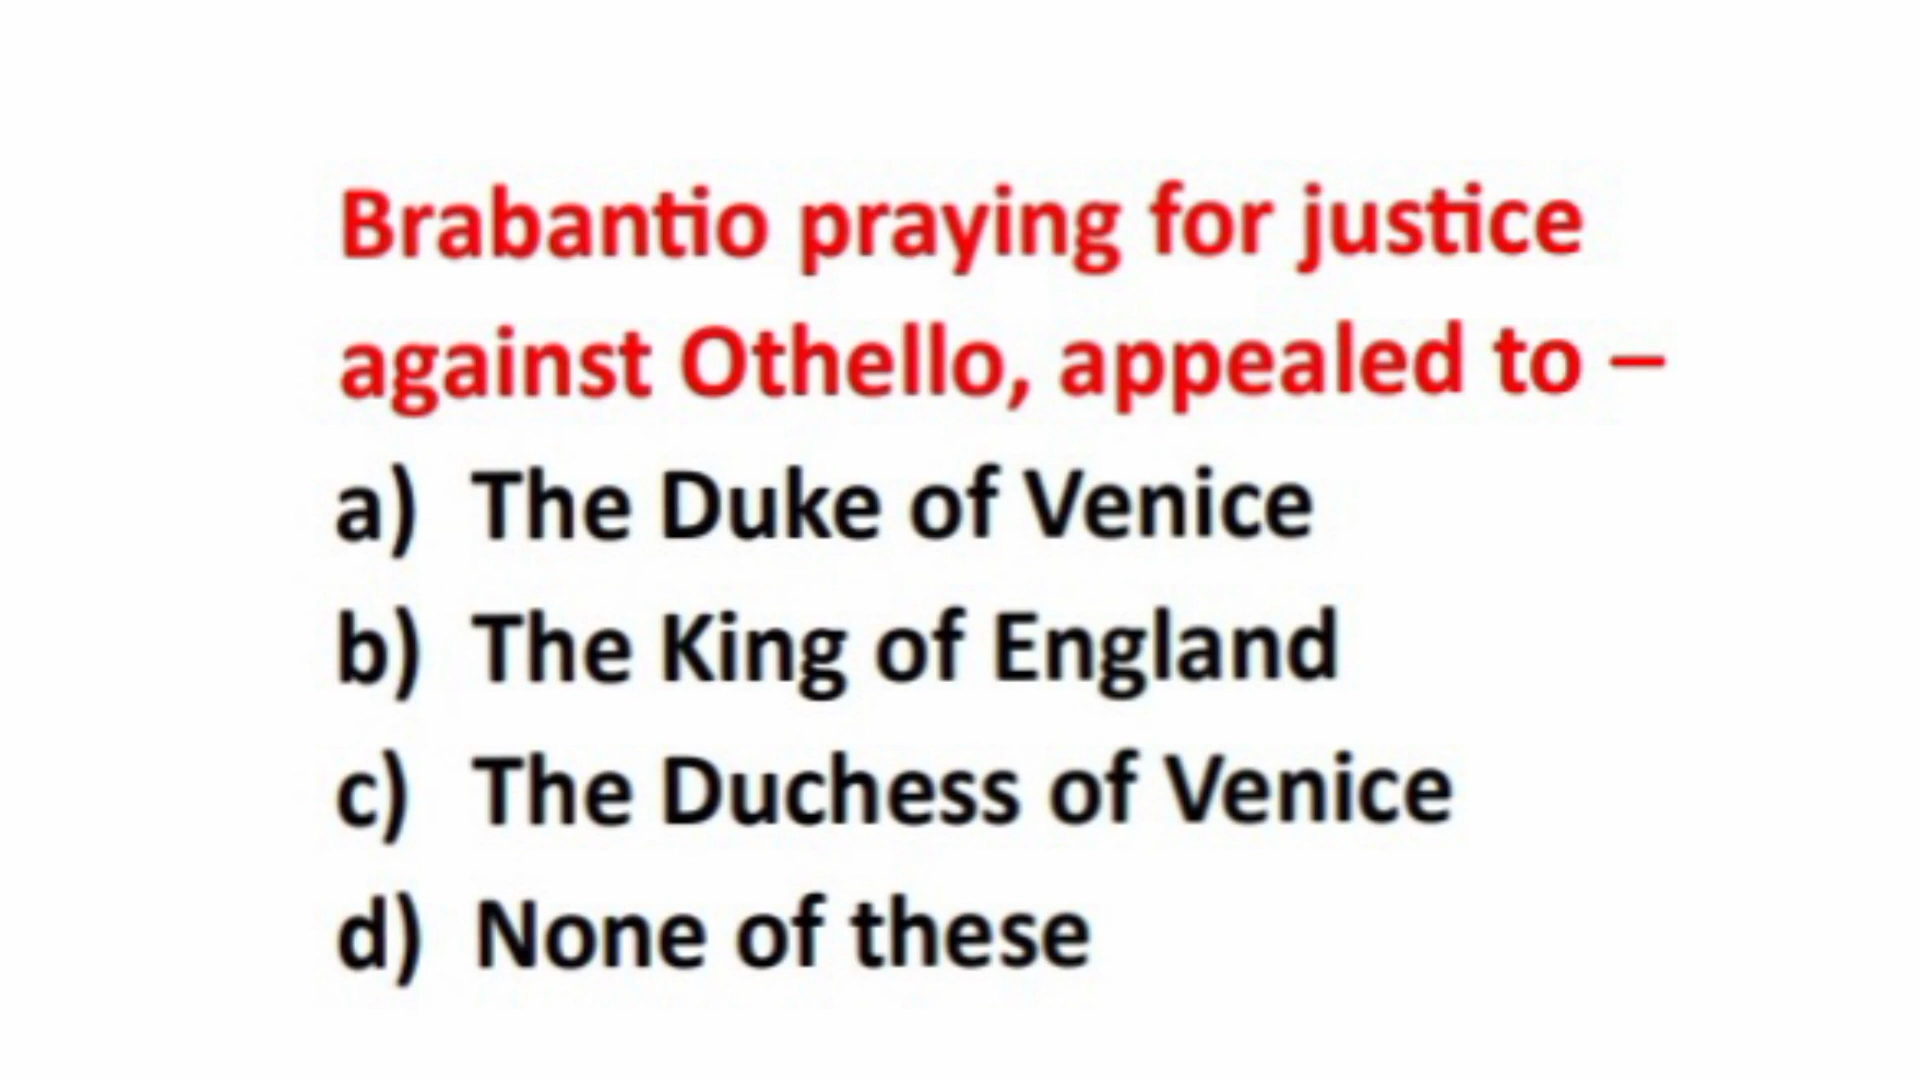 Brabantio praying for justice
against Othello, appealed to –
a) The Duke of Venice
b) The King of England
c) The Duchess of Venice
d) None of these